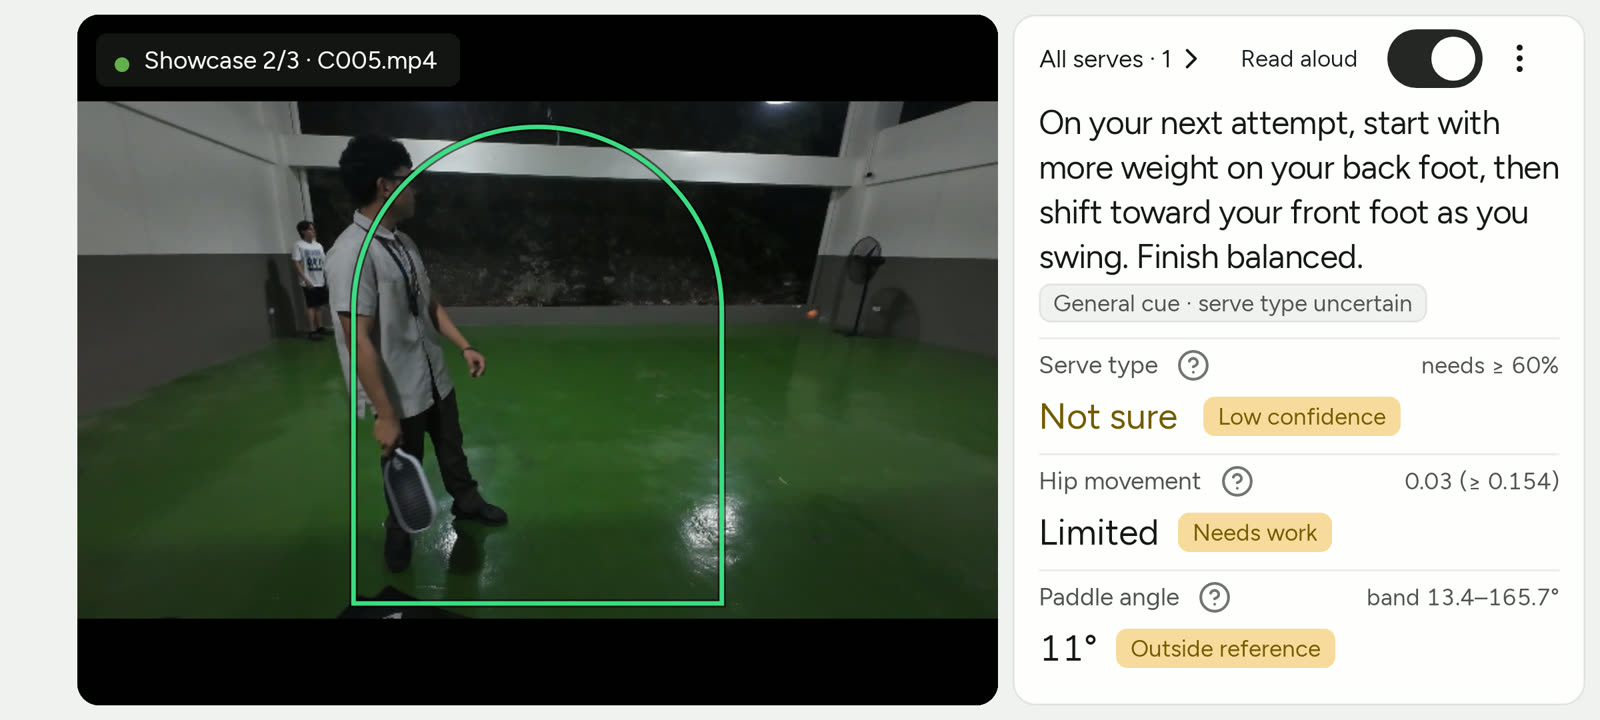 Showcase 2/3 · C005.mp4
All serves · 1
Read aloud
On your next attempt, start with
more weight on your back foot, then
shift toward your front foot as you
swing. Finish balanced.
General cue · serve type uncertain
Serve type ?
needs ≥ 60%
Not sure
Low confidence
Hip movement ?
0.03 (≥ 0.154)
Limited
Needs work
Paddle angle ?
band 13.4–165.7°
11°
Outside reference